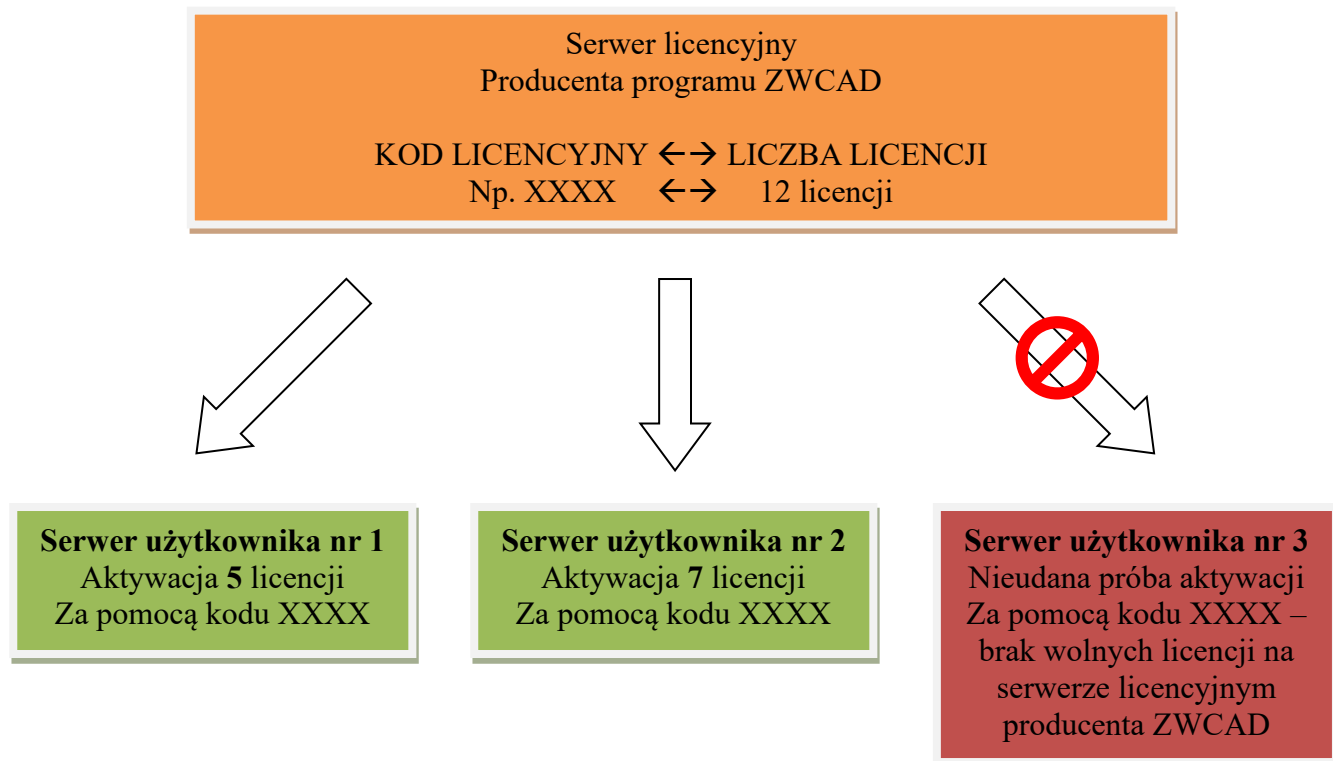 Serwer licencyjny
Producenta programu ZWCAD
KOD LICENCYJNY ←→ LICZBA LICENCJI
Np. XXXX ←→ 12 licencji
Serwer użytkownika nr 1
Aktywacja 5 licencji
Za pomocą kodu XXXX
Serwer użytkownika nr 2
Aktywacja 7 licencji
Za pomocą kodu XXXX
Serwer użytkownika nr 3
Nieudana próba aktywacji
Za pomocą kodu XXXX –
brak wolnych licencji na
serwerze licencyjnym
producenta ZWCAD